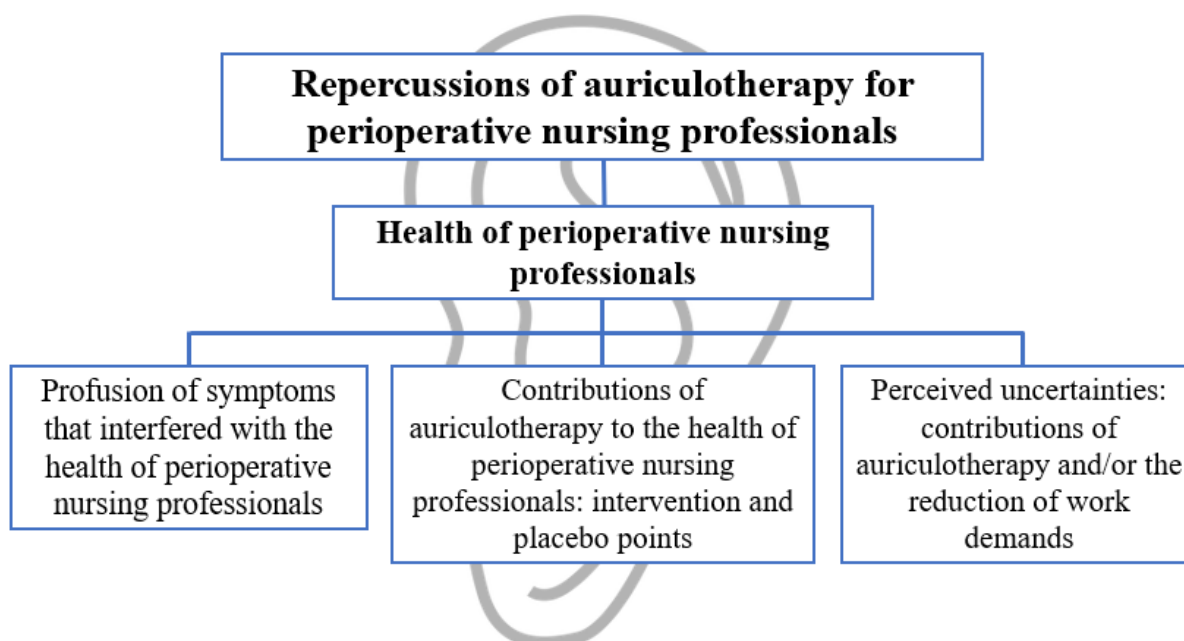 Repercussions of auriculotherapy for
perioperative nursing professionals
Health of perioperative nursing
professionals
Profusion of symptoms
that interfered with the
health of perioperative
nursing professionals
Contributions of
auriculotherapy to the health of
perioperative nursing
professionals: intervention and
placebo points
Perceived uncertainties:
contributions of
auriculotherapy and/or the
reduction of work
demands